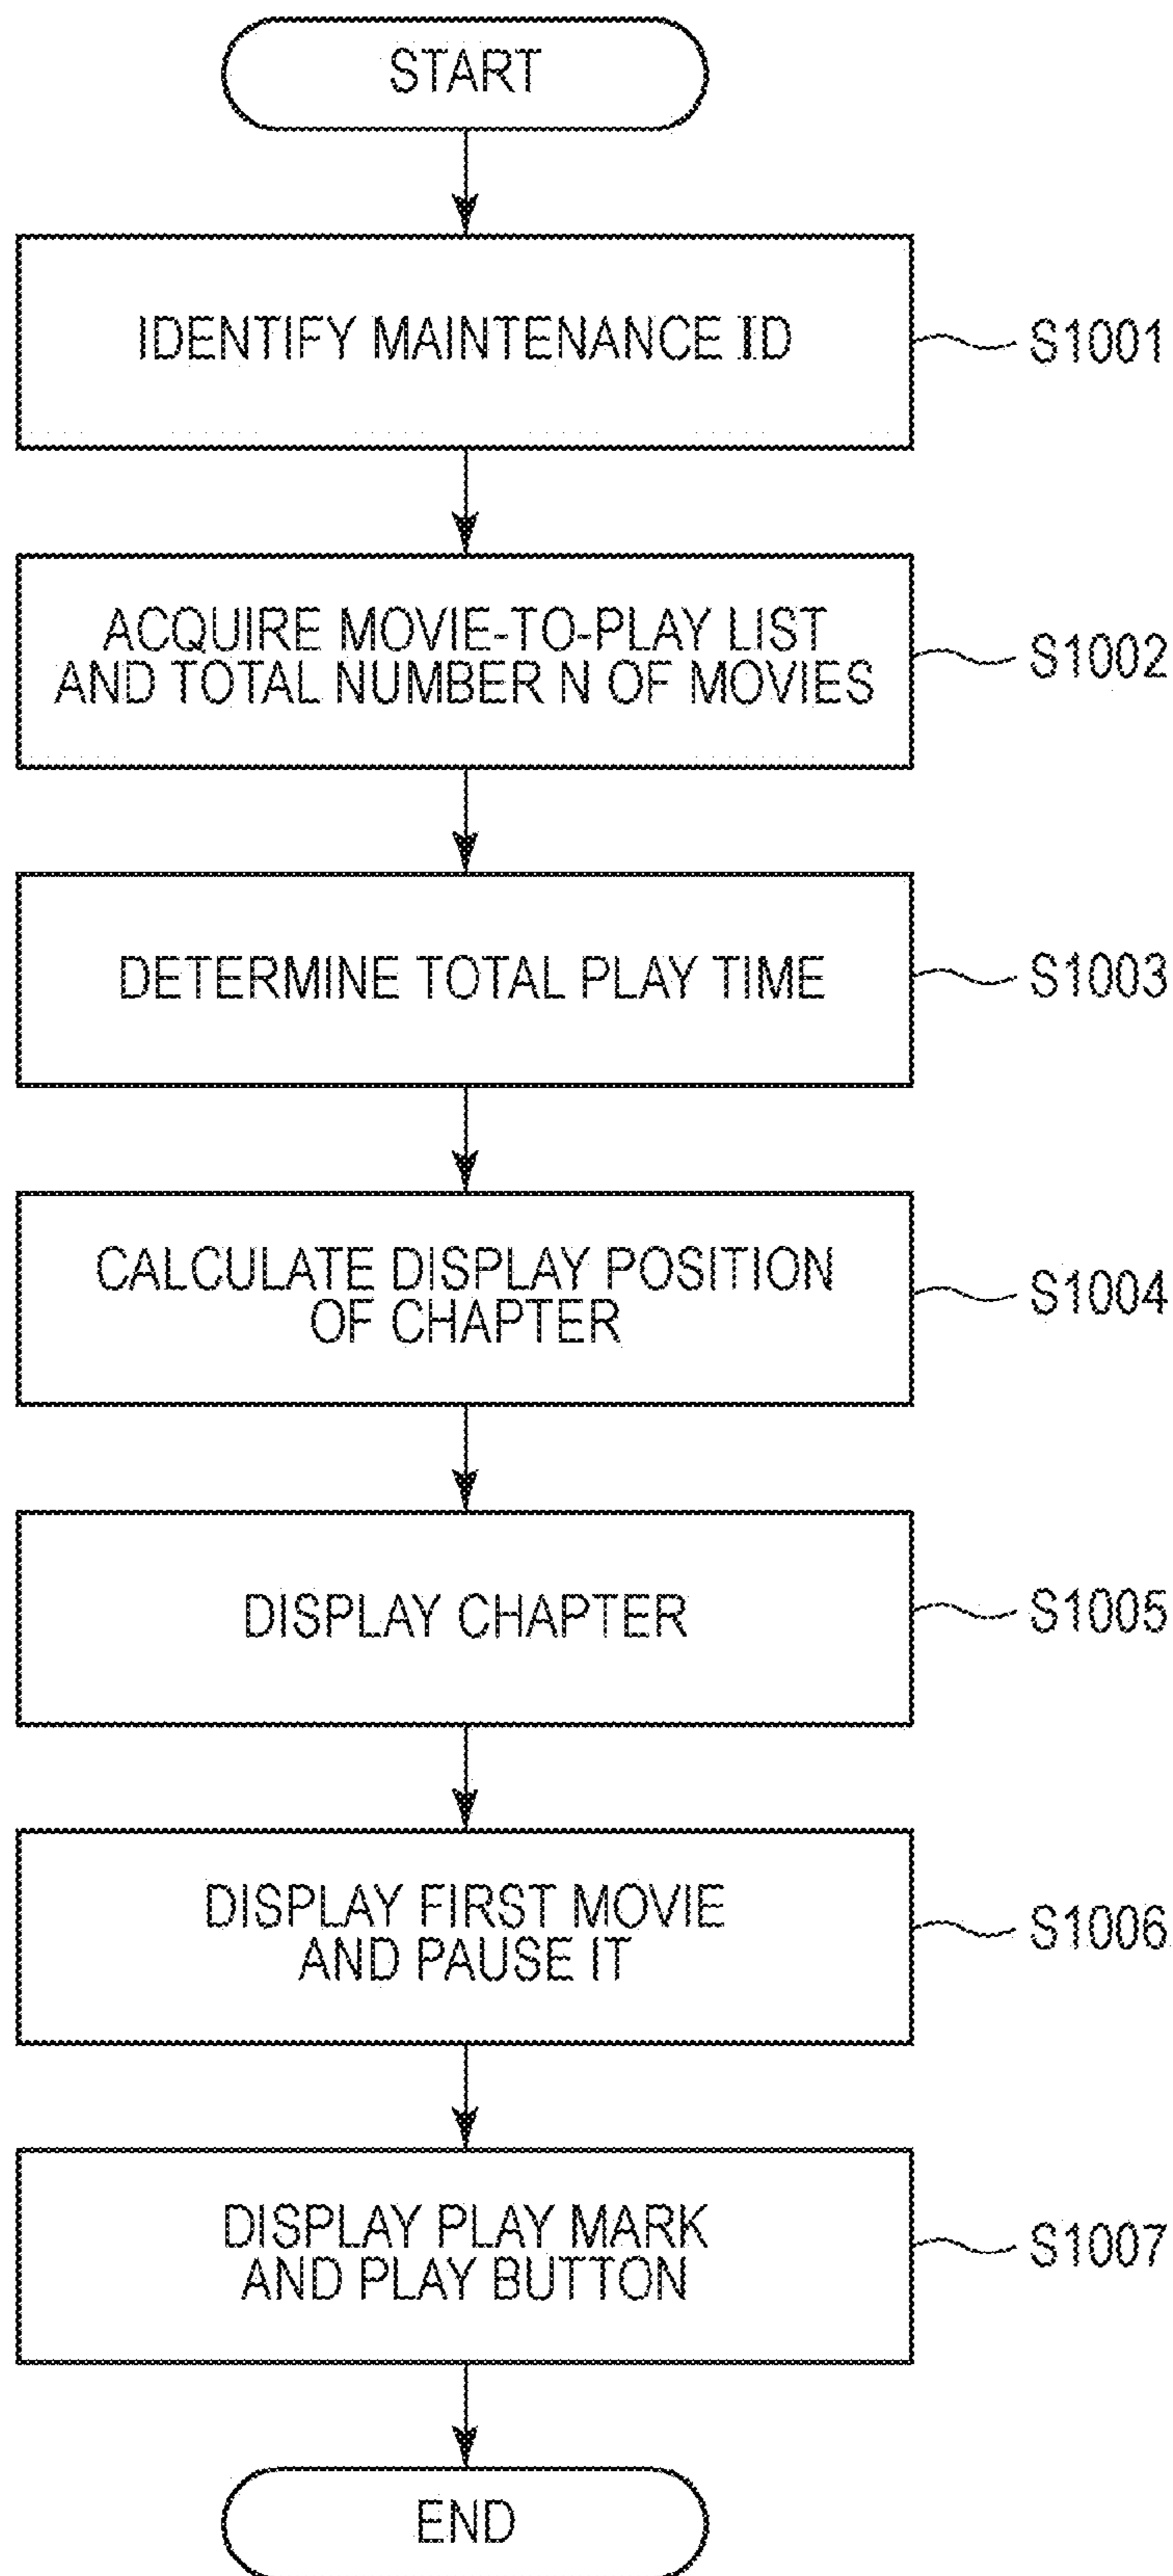 START
IDENTIFY MAINTENANCE ID
S1001
ACQUIRE MOVIE-TO-PLAY LIST
AND TOTAL NUMBER N OF MOVIES
S1002
DETERMINE TOTAL PLAY TIME
S1003
CALCULATE DISPLAY POSITION
OF CHAPTER
S1004
DISPLAY CHAPTER
S1005
DISPLAY FIRST MOVIE
AND PAUSE IT
S1006
DISPLAY PLAY MARK
AND PLAY BUTTON
S1007
END